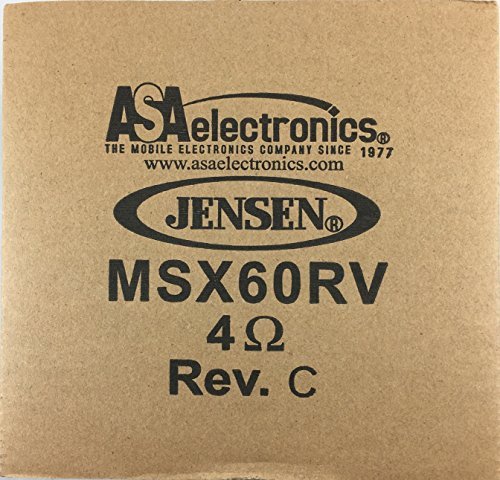 ASAelectronics®
THE MOBILE ELECTRONICS COMPANY SINCE 1977
www.asaelectronics.com
JENSEN®
MSX60RV
4Ω
Rev. C